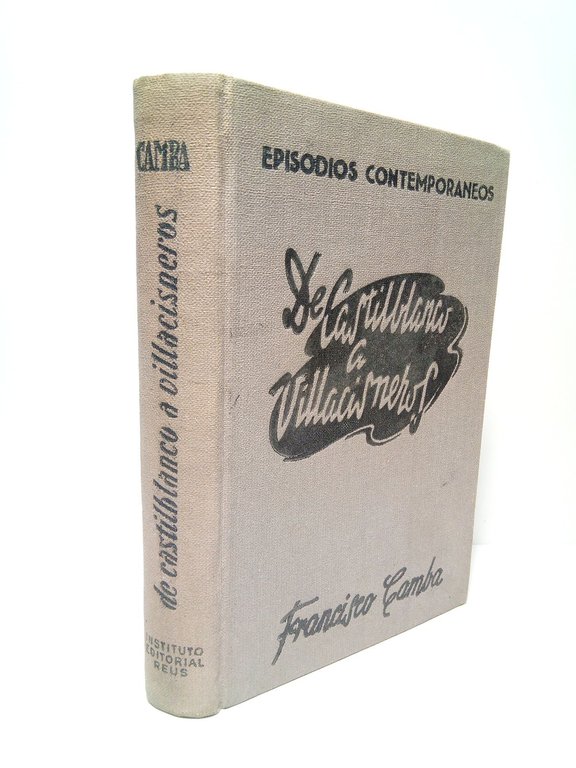 CAMBA
de castilblanco a villacisneros
INSTITUTO
EDITORIAL
REUS
EPISODIOS CONTEMPORANEOS
De Castilblanco
a
Villacisneros
Francisco Camba